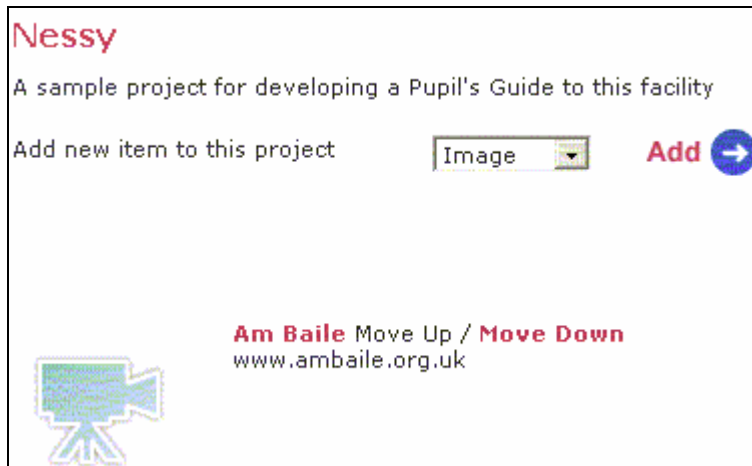 Nessy
A sample project for developing a Pupil's Guide to this facility
Add new item to this project Image Add
Am Baile Move Up / Move Down
www.ambaile.org.uk